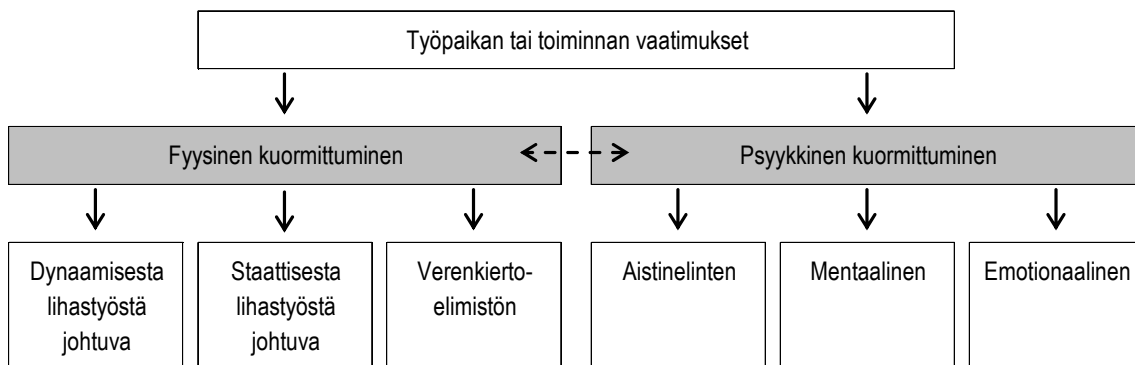 Työpaikan tai toiminnan vaatimukset
Fyysinen kuormittuminen
Psyykkinen kuormittuminen
Dynaamisesta
lihastyöstä
johtuva
Staattisesta
lihastyöstä
johtuva
Verenkierto-
elimistön
Aistinelinten
Mentaalinen
Emotionaalinen